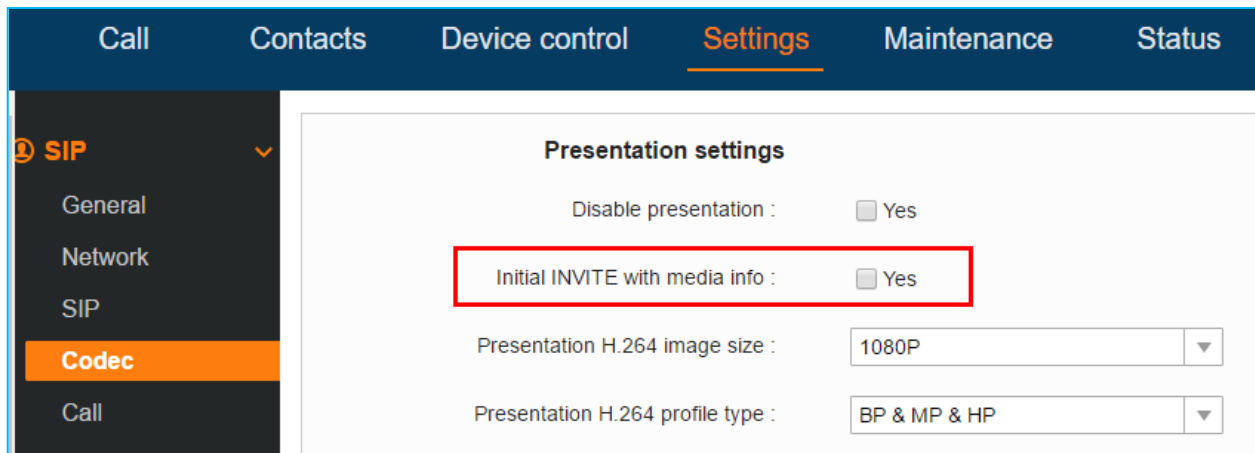 Call Contacts Device control Settings Maintenance Status
SIP
General
Network
SIP
Codec
Call
Presentation settings
Disable presentation : Yes
Initial INVITE with media info : Yes
Presentation H.264 image size : 1080P
Presentation H.264 profile type : BP & MP & HP